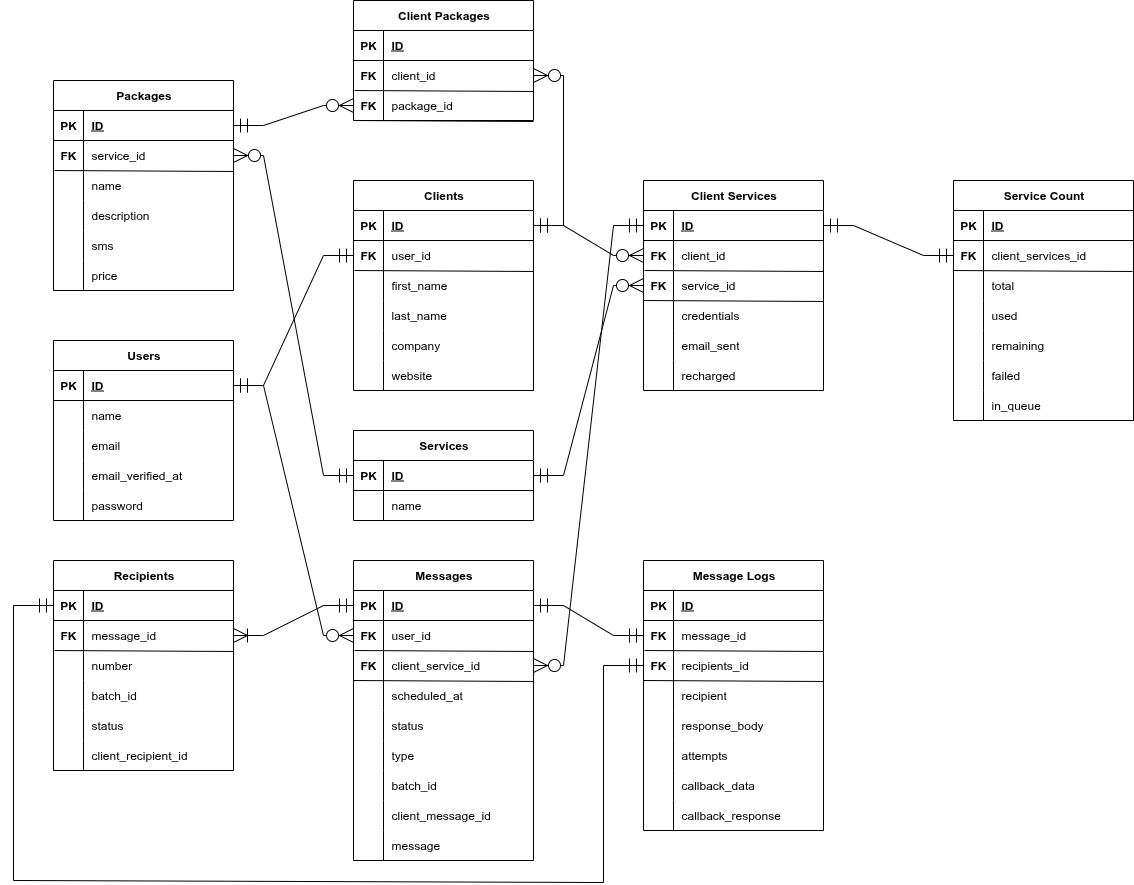 Client Packages
PK ID
FK client_id
FK package_id
Packages
PK ID
FK service_id
name
description
sms
price
Clients
PK ID
FK user_id
first_name
last_name
company
website
Client Services
PK ID
FK client_id
FK service_id
credentials
email_sent
recharged
Service Count
PK ID
FK client_services_id
total
used
remaining
failed
in_queue
Users
PK ID
name
email
email_verified_at
password
Services
PK ID
name
Recipients
PK ID
FK message_id
number
batch_id
status
client_recipient_id
Messages
PK ID
FK user_id
FK client_service_id
scheduled_at
status
type
batch_id
client_message_id
message
Message Logs
PK ID
FK message_id
FK recipients_id
recipient
response_body
attempts
callback_data
callback_response